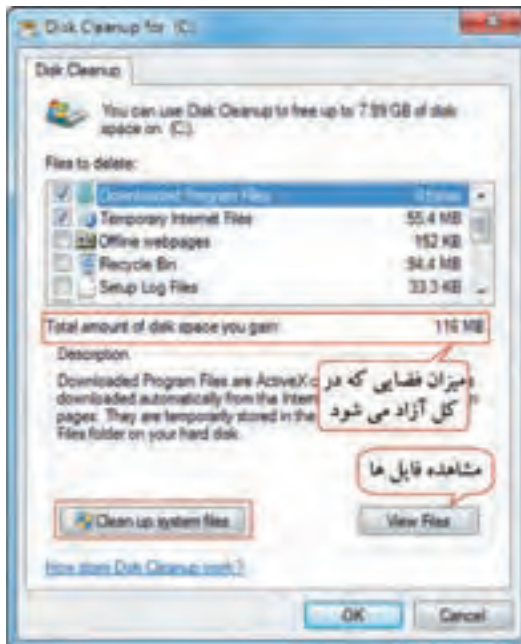 Disk Cleanup for (C:)
Disk Cleanup
You can use Disk Cleanup to free up to 7.99 GB of disk
space on (C:).
Files to delete:
Downloaded Program Files 0 bytes
Temporary Internet Files 55.4 MB
Offline webpages 152 KB
Recycle Bin 94.4 MB
Setup Log Files 33.3 KB
Total amount of disk space you gain: 116 MB
Description
Downloaded Program Files are ActiveX
downloaded automatically from the
pages. They are temporarily stored in the
Files folder on your hard disk.
میزان فضایی که در
کل آزاد می شود
مشاهده فایل ها
Clean up system files
View Files
How does Disk Cleanup work?
OK
Cancel